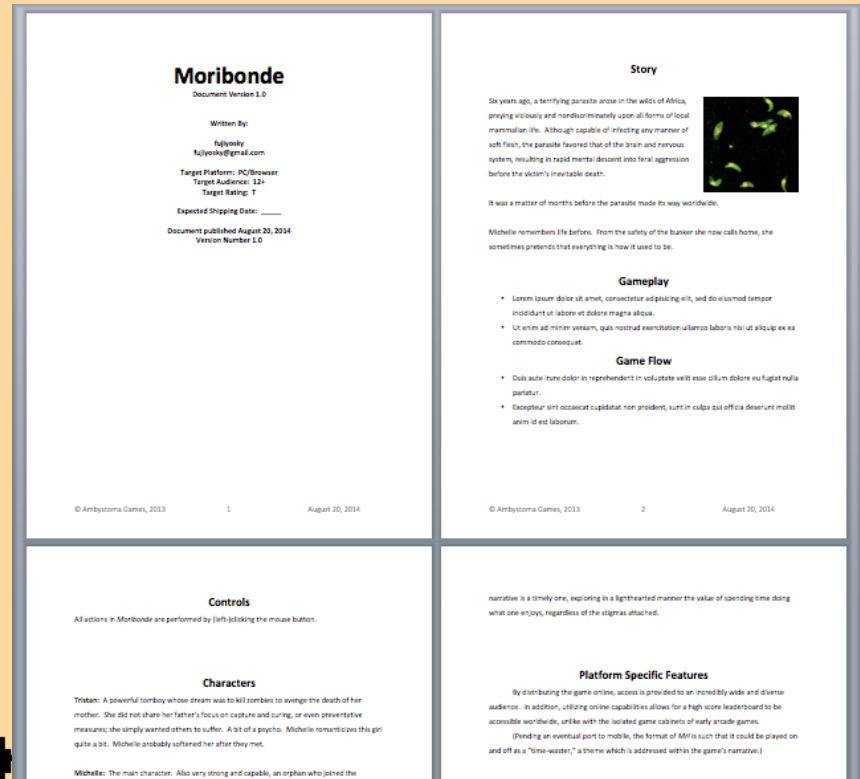 Moribonde
Document Version 1.0
Written By:
fujiyosky
fujiyosky@gmail.com
Target Platform: PC/Browser
Target Audience: 12+
Target Rating: T
Expected Shipping Date: _____
Document published August 20, 2014
Version Number 1.0
© Ambystoma Games, 2013 1 August 20, 2014
Story
Six years ago, a terrifying parasite arose in the wilds of Africa,
preying viciously and nondiscriminately upon all forms of local
mammalian life. Although capable of infecting any manner of
soft flesh, the parasite favored that of the brain and nervous
system, resulting in rapid mental descent into feral aggression
before the victim's inevitable death.
It was a matter of months before the parasite made its way worldwide.
Michelle remembers life before. From the safety of the bunker she now calls home, she
sometimes pretends that everything is how it used to be.
Gameplay
• Lorem ipsum dolor sit amet, consectetur adipisicing elit, sed do eiusmod tempor
incididunt ut labore et dolore magna aliqua.
• Ut enim ad minim veniam, quis nostrud exercitation ullamco laboris nisi ut aliquip ex ea
commodo consequat.
Game Flow
• Duis aute irure dolor in reprehenderit in voluptate velit esse cillum dolore eu fugiat nulla
pariatur.
• Excepteur sint occaecat cupidatat non proident, sunt in culpa qui officia deserunt mollit
anim id est laborum.
© Ambystoma Games, 2013 2 August 20, 2014
Controls
All actions in Moribonde are performed by (left-)clicking the mouse button.
Characters
Tristan: A powerful tomboy whose dream was to kill zombies to avenge the death of her
mother. She did not share her father's focus on capture and curing, or even preventative
measures; she simply wanted others to suffer. A bit of a psycho. Michelle romanticizes this girl
quite a bit. Michelle probably softened her after they met.
Michelle: The main character. Also very strong and capable, an orphan who joined the
narrative is a timely one, exploring in a lighthearted manner the value of spending time doing
what one enjoys, regardless of the stigmas attached.
Platform Specific Features
By distributing the game online, access is provided to an incredibly wide and diverse
audience. In addition, utilizing online capabilities allows for a high score leaderboard to be
accessible worldwide, unlike with the isolated game cabinets of early arcade games.
(Pending an eventual port to mobile, the format of MH is such that it could be played on
and off as a "time-waster," a theme which is addressed within the game's narrative.)